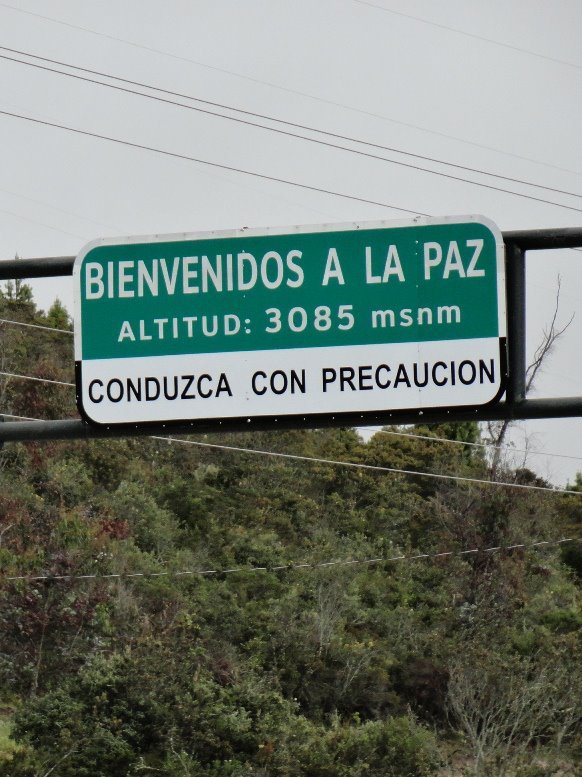 BIENVENIDOS A LA PAZ
ALTITUD: 3085 msnm
CONDUZCA CON PRECAUCION